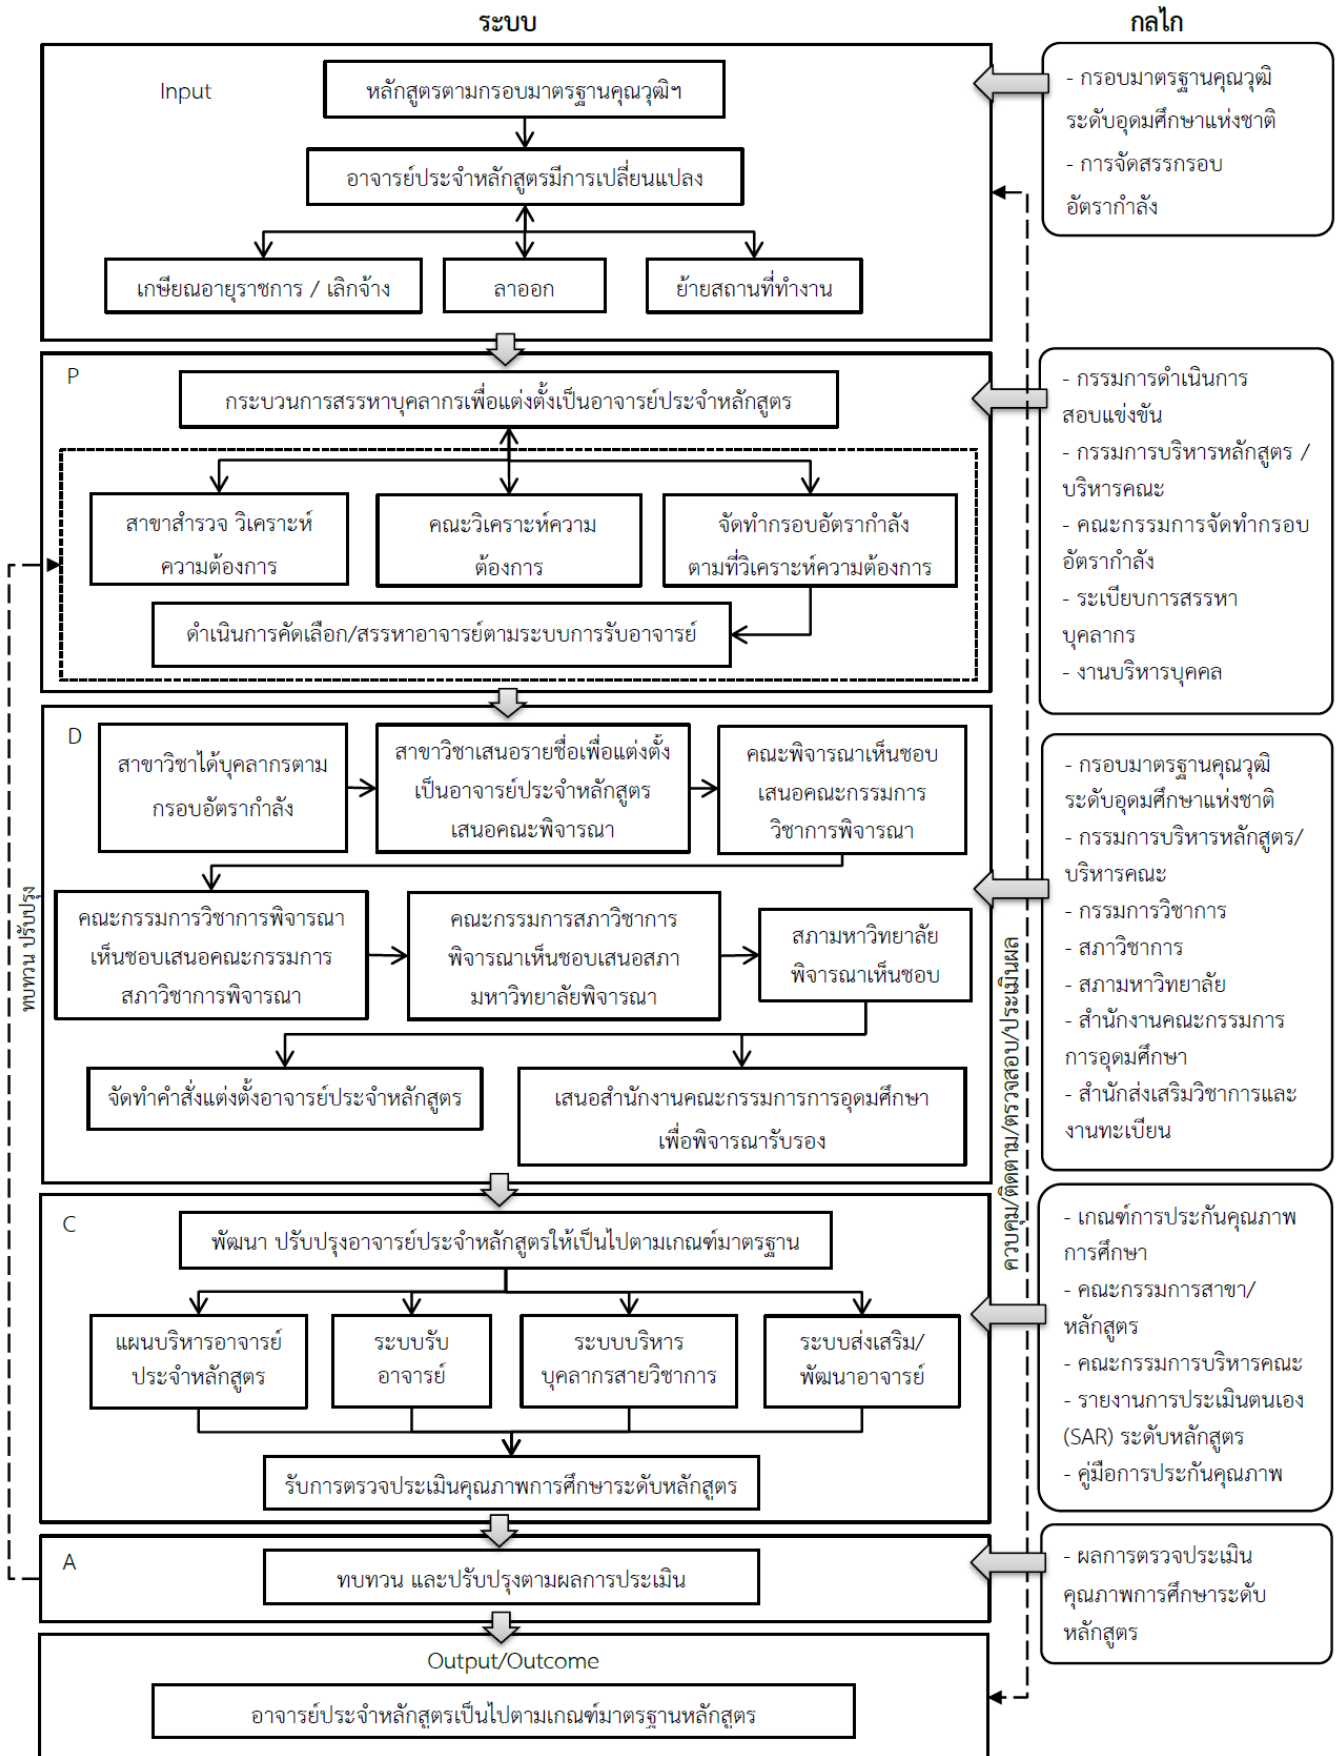 ระบบ
กลไก
Input
หลักสูตรตามกรอบมาตรฐานคุณวุฒิฯ
อาจารย์ประจำหลักสูตรมีการเปลี่ยนแปลง
เกษียณอายุราชการ / เลิกจ้าง
ลาออก
ย้ายสถานที่ทำงาน
- กรอบมาตรฐานคุณวุฒิ
ระดับอุดมศึกษาแห่งชาติ
- การจัดสรรกรอบ
อัตรากำลัง
P
กระบวนการสรรหาบุคลากรเพื่อแต่งตั้งเป็นอาจารย์ประจำหลักสูตร
สาขาสำรวจ วิเคราะห์
ความต้องการ
คณะวิเคราะห์ความ
ต้องการ
จัดทำกรอบอัตรากำลัง
ตามที่วิเคราะห์ความต้องการ
ดำเนินการคัดเลือก/สรรหาอาจารย์ตามระบบการรับอาจารย์
- กรรมการดำเนินการ
สอบแข่งขัน
- กรรมการบริหารหลักสูตร /
บริหารคณะ
- คณะกรรมการจัดทำกรอบ
อัตรากำลัง
- ระเบียบการสรรหา
บุคลากร
- งานบริหารบุคคล
D
สาขาวิชาได้บุคลากรตาม
กรอบอัตรากำลัง
สาขาวิชาเสนอรายชื่อเพื่อแต่งตั้ง
เป็นอาจารย์ประจำหลักสูตร
เสนอคณะพิจารณา
คณะพิจารณาเห็นชอบ
เสนอคณะกรรมการ
วิชาการพิจารณา
คณะกรรมการวิชาการพิจารณา
เห็นชอบเสนอคณะกรรมการ
สภาวิชาการพิจารณา
คณะกรรมการสภาวิชาการ
พิจารณาเห็นชอบเสนอสภา
มหาวิทยาลัยพิจารณา
สภามหาวิทยาลัย
พิจารณาเห็นชอบ
จัดทำคำสั่งแต่งตั้งอาจารย์ประจำหลักสูตร
เสนอสำนักงานคณะกรรมการการอุดมศึกษา
เพื่อพิจารณารับรอง
- กรอบมาตรฐานคุณวุฒิ
ระดับอุดมศึกษาแห่งชาติ
- กรรมการบริหารหลักสูตร/
บริหารคณะ
- กรรมการวิชาการ
- สภาวิชาการ
- สภามหาวิทยาลัย
- สำนักงานคณะกรรมการ
การอุดมศึกษา
- สำนักส่งเสริมวิชาการและ
งานทะเบียน
ทบทวน ปรับปรุง
ควบคุม/ติดตาม/ตรวจสอบ/ประเมินผล
C
พัฒนา ปรับปรุงอาจารย์ประจำหลักสูตรให้เป็นไปตามเกณฑ์มาตรฐาน
แผนบริหารอาจารย์
ประจำหลักสูตร
ระบบรับ
อาจารย์
ระบบบริหาร
บุคลากรสายวิชาการ
ระบบส่งเสริม/
พัฒนาอาจารย์
รับการตรวจประเมินคุณภาพการศึกษาระดับหลักสูตร
- เกณฑ์การประกันคุณภาพ
การศึกษา
- คณะกรรมการสาขา/
หลักสูตร
- คณะกรรมการบริหารคณะ
- รายงานการประเมินตนเอง
(SAR) ระดับหลักสูตร
- คู่มือการประกันคุณภาพ
A
ทบทวน และปรับปรุงตามผลการประเมิน
- ผลการตรวจประเมิน
คุณภาพการศึกษาระดับ
หลักสูตร
Output/Outcome
อาจารย์ประจำหลักสูตรเป็นไปตามเกณฑ์มาตรฐานหลักสูตร